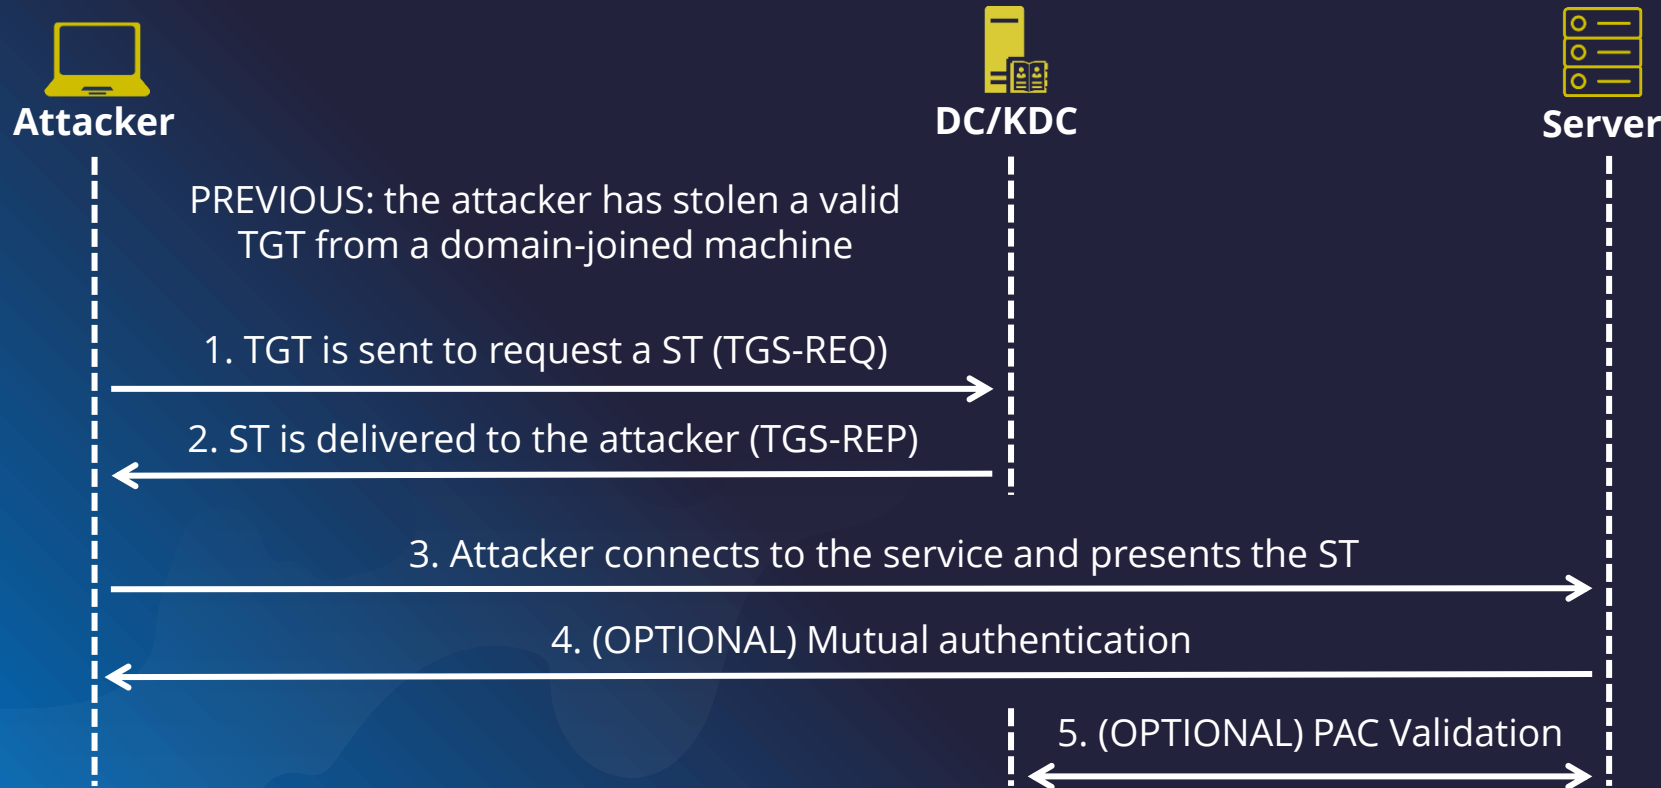 Attacker
DC/KDC
Server
PREVIOUS: the attacker has stolen a valid
TGT from a domain-joined machine
1. TGT is sent to request a ST (TGS-REQ)
2. ST is delivered to the attacker (TGS-REP)
3. Attacker connects to the service and presents the ST
4. (OPTIONAL) Mutual authentication
5. (OPTIONAL) PAC Validation